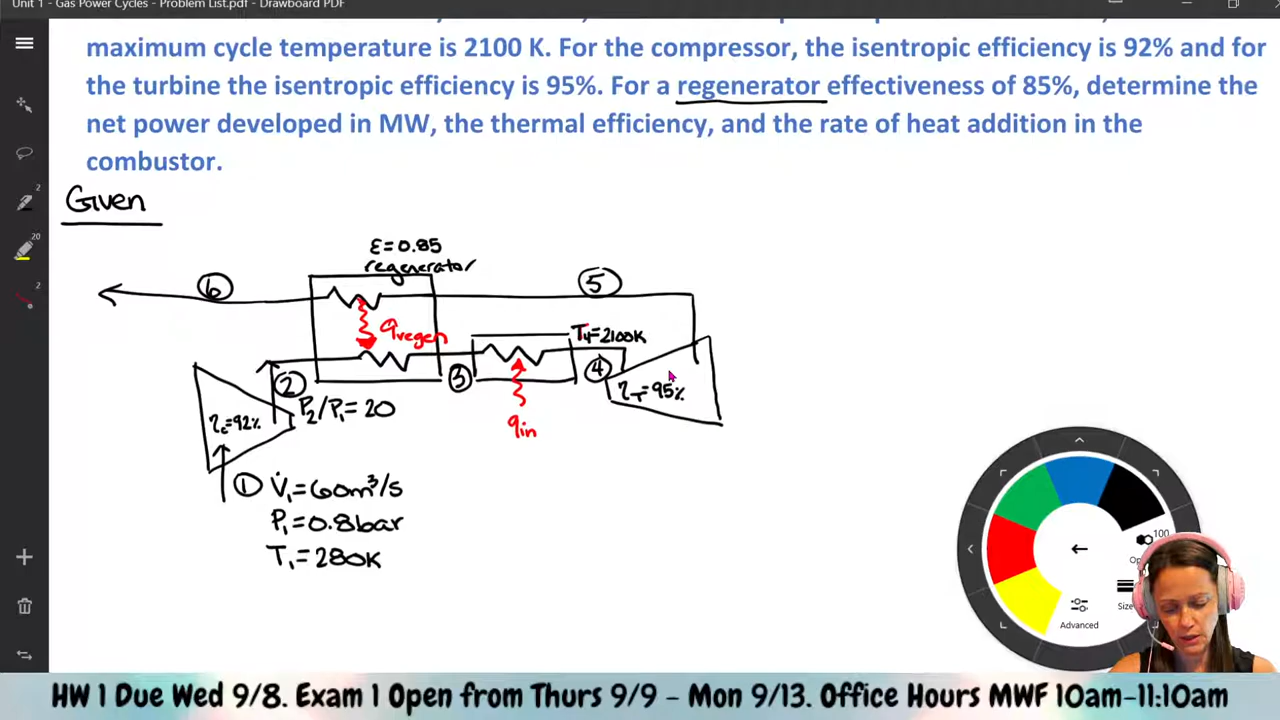 Unit 1 - Gas Power Cycles - Problem List.pdf - Drawboard PDF
maximum cycle temperature is 2100 K. For the compressor, the isentropic efficiency is 92% and for
the turbine the isentropic efficiency is 95%. For a regenerator effectiveness of 85%, determine the
net power developed in MW, the thermal efficiency, and the rate of heat addition in the
combustor.
Given
ε=0.85
regenerator
6
5
qregen
T4=2100K
2
3
4
ηc=92%
P2/P1=20
ηT=95%
qin
1 V̇1=60m³/s
P1=0.8bar
T1=280K
2
20
2
100
Size
Advanced
HW 1 Due Wed 9/8. Exam 1 Open from Thurs 9/9 - Mon 9/13. Office Hours MWF 10am-11:10am